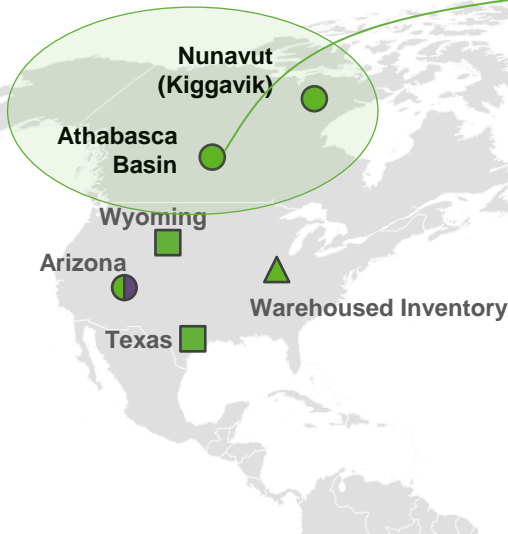 Nunavut
(Kiggavik)
Athabasca
Basin
Wyoming
Arizona
Warehoused Inventory
Texas